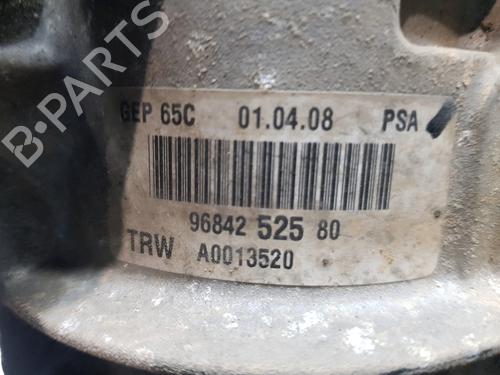 B-PARTS
GEP 65C 01.04.08 PSA
96842 525 80
TRW A0013520